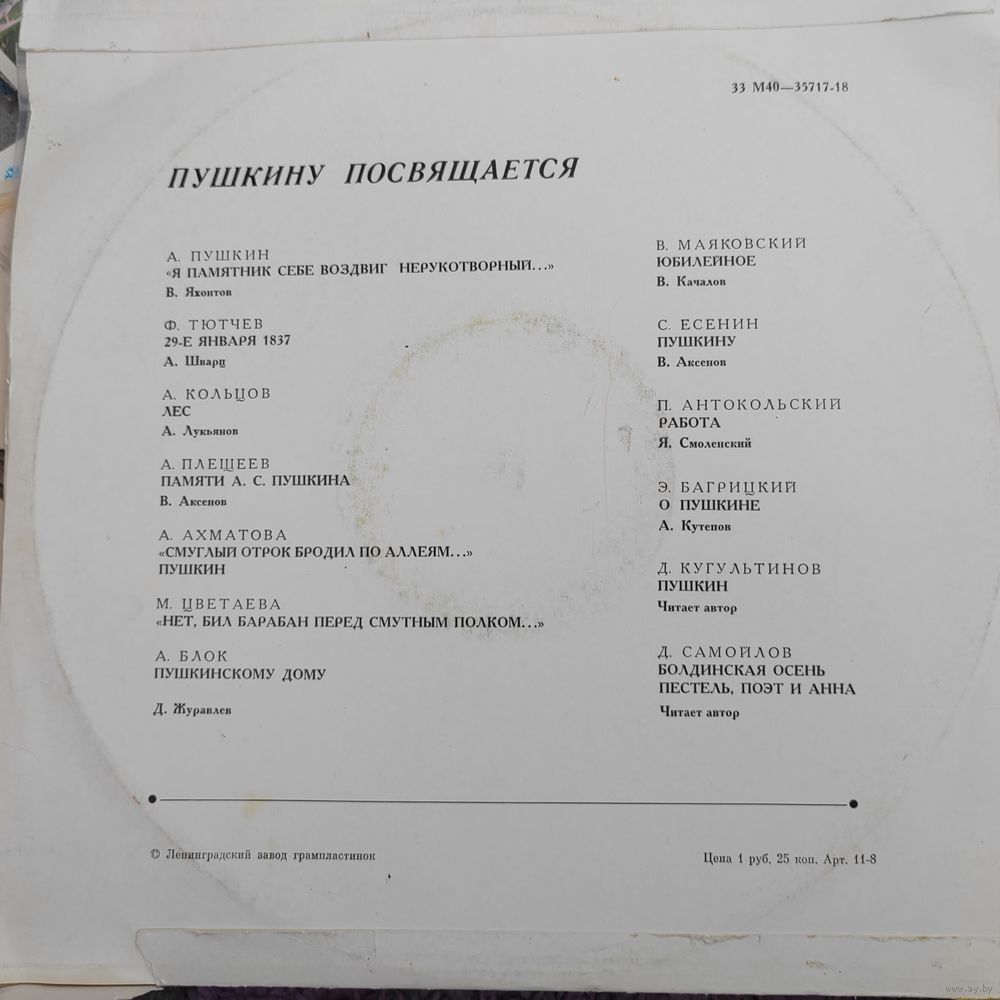 33 М40—35717-18
ПУШКИНУ ПОСВЯЩАЕТСЯ
А. ПУШКИН
«Я ПАМЯТНИК СЕБЕ ВОЗДВИГ НЕРУКОТВОРНЫЙ...»
В. Яхонтов
Ф. ТЮТЧЕВ
29-Е ЯНВАРЯ 1837
А. Шварц
А. КОЛЬЦОВ
ЛЕС
А. Лукьянов
А. ПЛЕЩЕЕВ
ПАМЯТИ А. С. ПУШКИНА
В. Аксенов
А. АХМАТОВА
«СМУГЛЫЙ ОТРОК БРОДИЛ ПО АЛЛЕЯМ...»
ПУШКИН
М. ЦВЕТАЕВА
«НЕТ, БИЛ БАРАБАН ПЕРЕД СМУТНЫМ ПОЛКОМ...»
А. БЛОК
ПУШКИНСКОМУ ДОМУ
Д. Журавлев
В. МАЯКОВСКИЙ
ЮБИЛЕЙНОЕ
В. Качалов
С. ЕСЕНИН
ПУШКИНУ
В. Аксенов
П. АНТОКОЛЬСКИЙ
РАБОТА
Я. Смоленский
Э. БАГРИЦКИЙ
О ПУШКИНЕ
А. Кутепов
Д. КУГУЛЬТИНОВ
ПУШКИН
Читает автор
Д. САМОЙЛОВ
БОЛДИНСКАЯ ОСЕНЬ
ПЕСТЕЛЬ, ПОЭТ И АННА
Читает автор
© Ленинградский завод грампластинок
Цена 1 руб. 25 коп. Арт. 11-8
www.ay.by